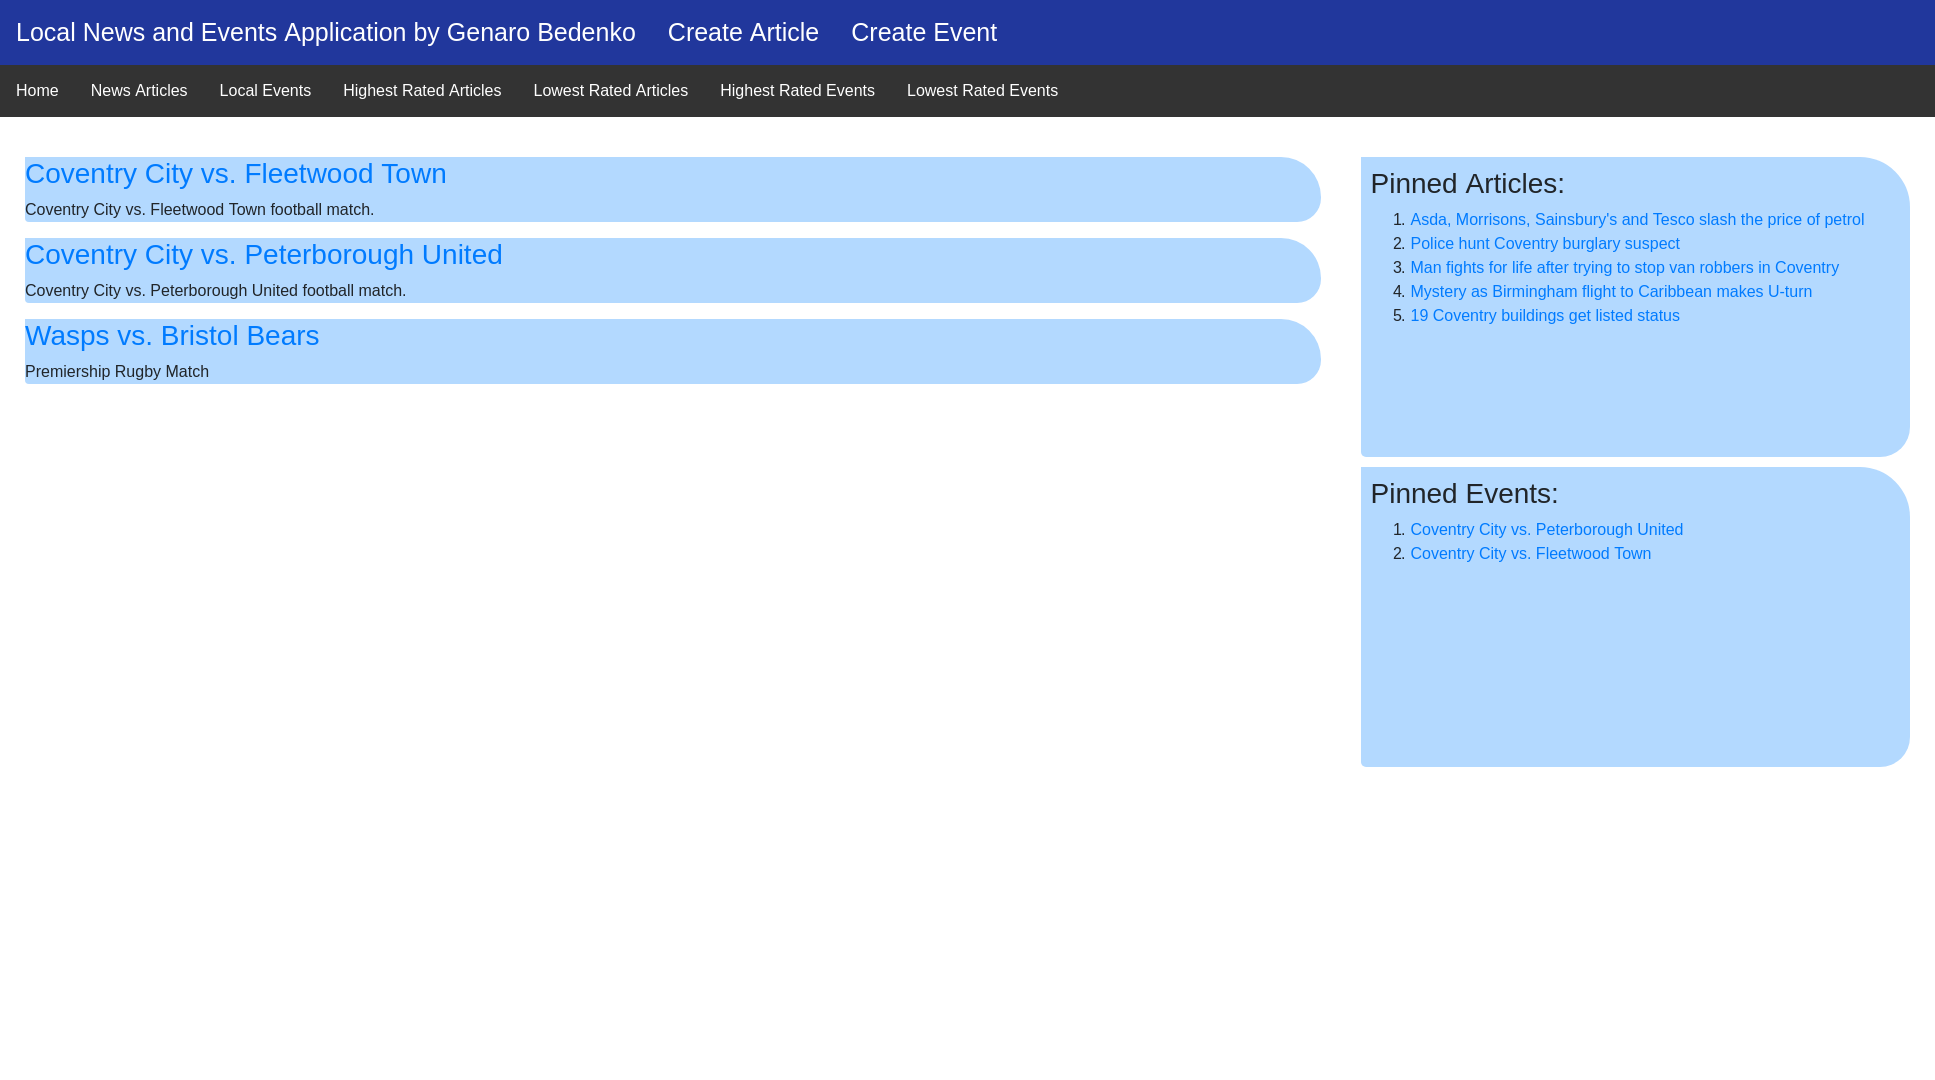 Local News and Events Application by Genaro Bedenko Create Article Create Event
Home News Articles Local Events Highest Rated Articles Lowest Rated Articles Highest Rated Events Lowest Rated Events
Coventry City vs. Fleetwood Town
Coventry City vs. Fleetwood Town football match.
Coventry City vs. Peterborough United
Coventry City vs. Peterborough United football match.
Wasps vs. Bristol Bears
Premiership Rugby Match
Pinned Articles:
1. Asda, Morrisons, Sainsbury's and Tesco slash the price of petrol
2. Police hunt Coventry burglary suspect
3. Man fights for life after trying to stop van robbers in Coventry
4. Mystery as Birmingham flight to Caribbean makes U-turn
5. 19 Coventry buildings get listed status
Pinned Events:
1. Coventry City vs. Peterborough United
2. Coventry City vs. Fleetwood Town